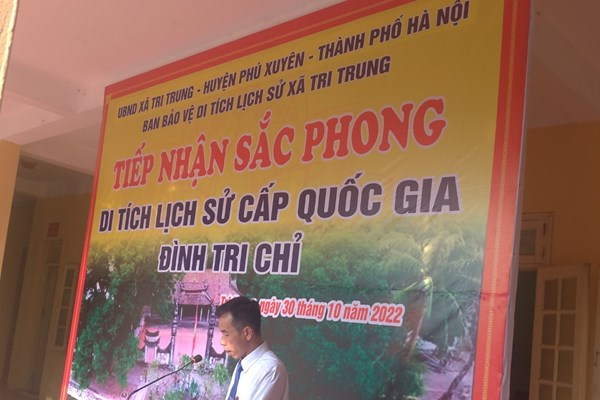 UBND XÃ TRI TRUNG - HUYỆN PHÚ XUYÊN - THÀNH PHỐ HÀ NỘI
BAN BẢO VỆ DI TÍCH LỊCH SỬ XÃ TRI TRUNG
TIẾP NHẬN SẮC PHONG
DI TÍCH LỊCH SỬ CẤP QUỐC GIA
ĐÌNH TRI CHỈ
30 tháng 10 năm 2022